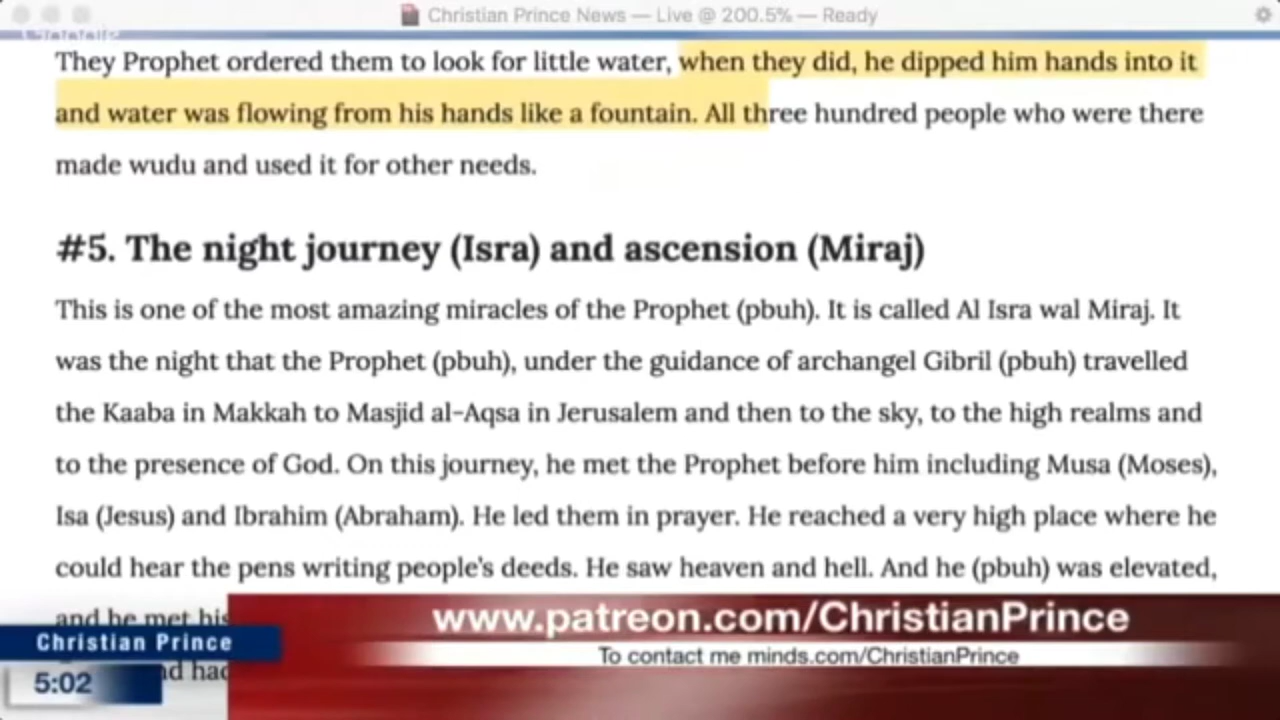 Christian Prince News — Live @ 200.5% — Ready
Google
They Prophet ordered them to look for little water, when they did, he dipped him hands into it
and water was flowing from his hands like a fountain. All three hundred people who were there
made wudu and used it for other needs.
#5. The night journey (Isra) and ascension (Miraj)
This is one of the most amazing miracles of the Prophet (pbuh). It is called Al Isra wal Miraj. It
was the night that the Prophet (pbuh), under the guidance of archangel Gibril (pbuh) travelled
the Kaaba in Makkah to Masjid al-Aqsa in Jerusalem and then to the sky, to the high realms and
to the presence of God. On this journey, he met the Prophet before him including Musa (Moses),
Isa (Jesus) and Ibrahim (Abraham). He led them in prayer. He reached a very high place where he
could hear the pens writing people's deeds. He saw heaven and hell. And he (pbuh) was elevated,
and he met his
had
www.patreon.com/ChristianPrince
To contact me minds.com/ChristianPrince
Christian Prince
5:02